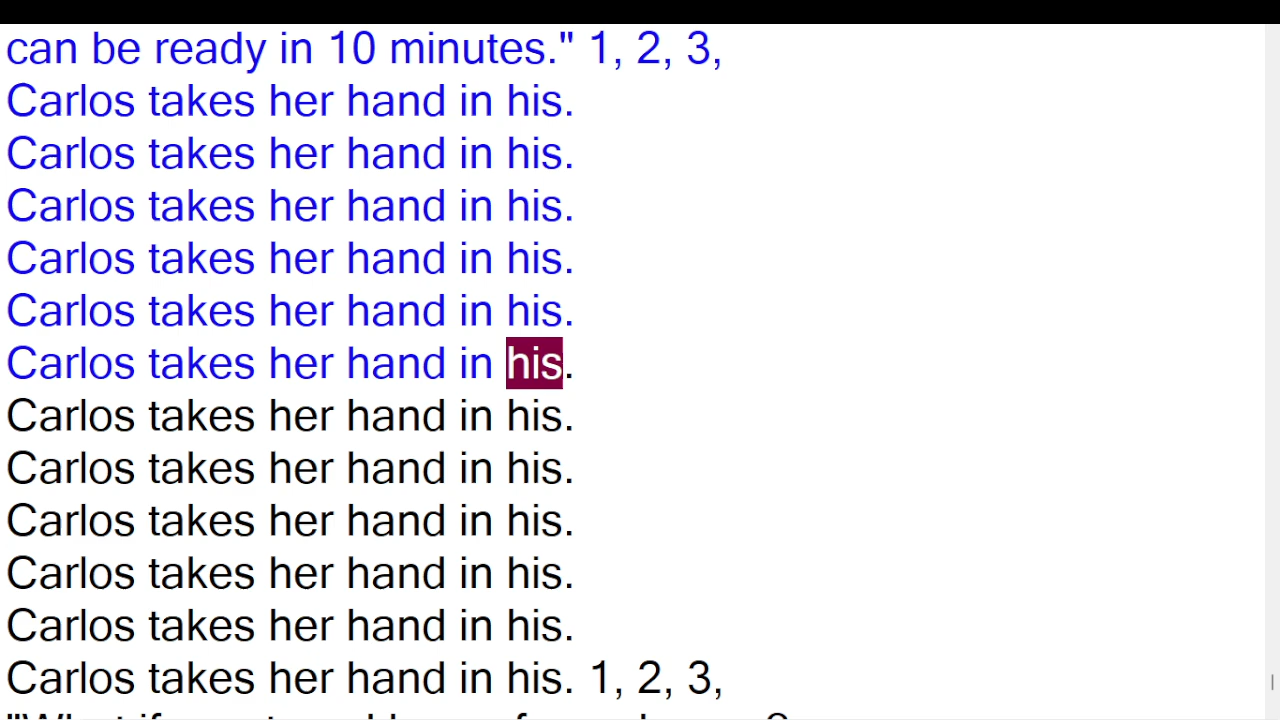 can be ready in 10 minutes." 1, 2, 3,
Carlos takes her hand in his.
Carlos takes her hand in his.
Carlos takes her hand in his.
Carlos takes her hand in his.
Carlos takes her hand in his.
Carlos takes her hand in his.
Carlos takes her hand in his.
Carlos takes her hand in his.
Carlos takes her hand in his.
Carlos takes her hand in his.
Carlos takes her hand in his.
Carlos takes her hand in his. 1, 2, 3,
"What if